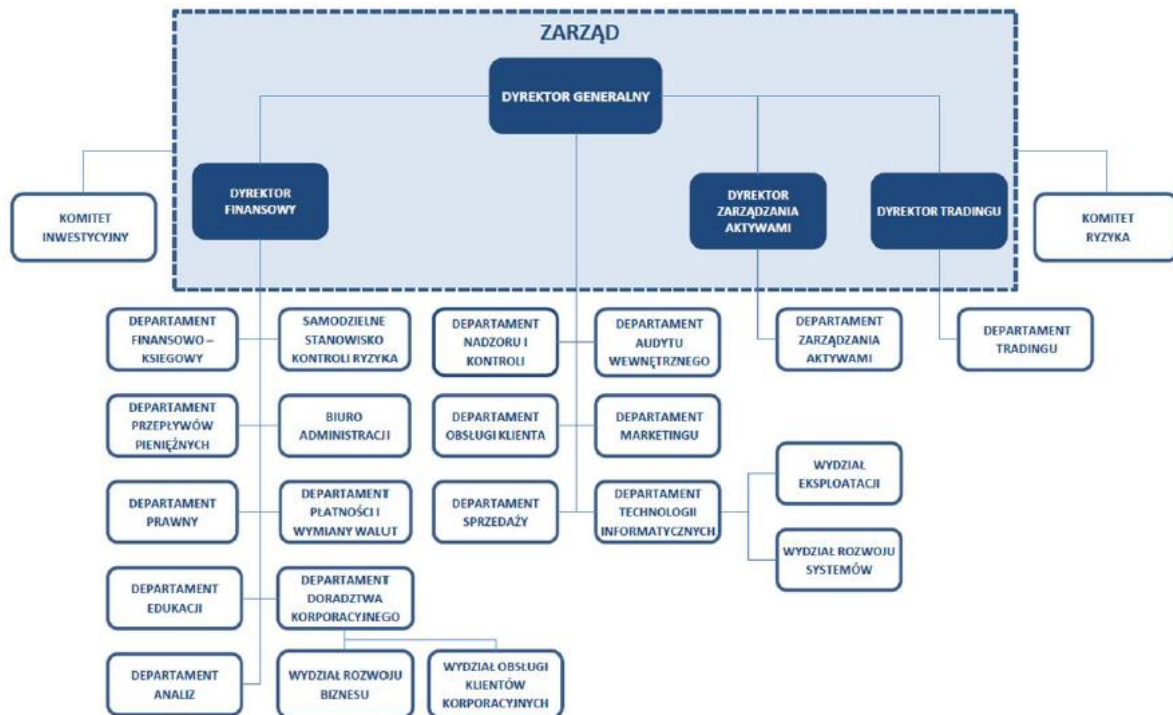 ZARZĄD
DYREKTOR GENERALNY
DYREKTOR
FINANSOWY
DYREKTOR
ZARZĄDZANIA
AKTYWAMI
DYREKTOR TRADINGU
KOMITET
INWESTYCYJNY
KOMITET
RYZYKA
DEPARTAMENT
FINANSOWO –
KSIEGOWY
SAMODZIELNE
STANOWISKO
KONTROLI RYZYKA
DEPARTAMENT
NADZORU I
KONTROLI
DEPARTAMENT
AUDYTU
WEWNĘTRZNEGO
DEPARTAMENT
ZARZĄDZANIA
AKTYWAMI
DEPARTAMENT
TRADINGU
DEPARTAMENT
PRZEPŁYWÓW
PIENIĘŻNYCH
BIURO
ADMINISTRACJI
DEPARTAMENT
OBSŁUGI KLIENTA
DEPARTAMENT
MARKETINGU
WYDZIAŁ
EKSPLOATACJI
DEPARTAMENT
PRAWNY
DEPARTAMENT
PŁATNOŚCI I
WYMIANY WALUT
DEPARTAMENT
SPRZEDAŻY
DEPARTAMENT
TECHNOLOGII
INFORMATYCZNYCH
WYDZIAŁ ROZWOJU
SYSTEMÓW
DEPARTAMENT
EDUKACJI
DEPARTAMENT
DORADZTWA
KORPORACYJNEGO
DEPARTAMENT
ANALIZ
WYDZIAŁ ROZWOJU
BIZNESU
WYDZIAŁ OBSŁUGI
KLIENTÓW
KORPORACYJNYCH